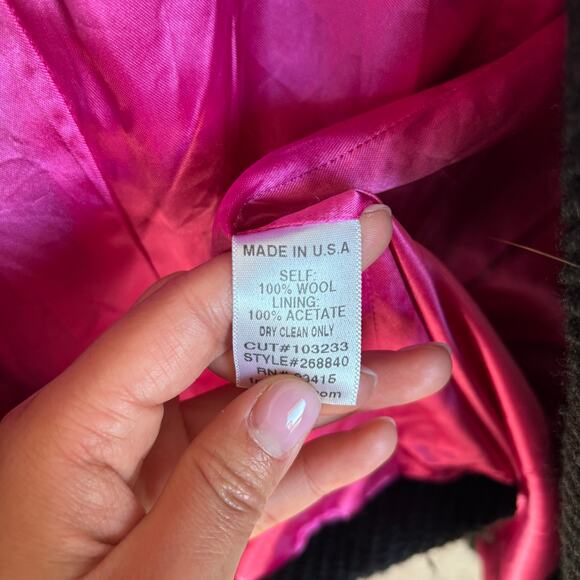 MADE IN U.S.A
SELF:
100% WOOL
LINING:
100% ACETATE
DRY CLEAN ONLY
CUT#103233
STYLE#268840